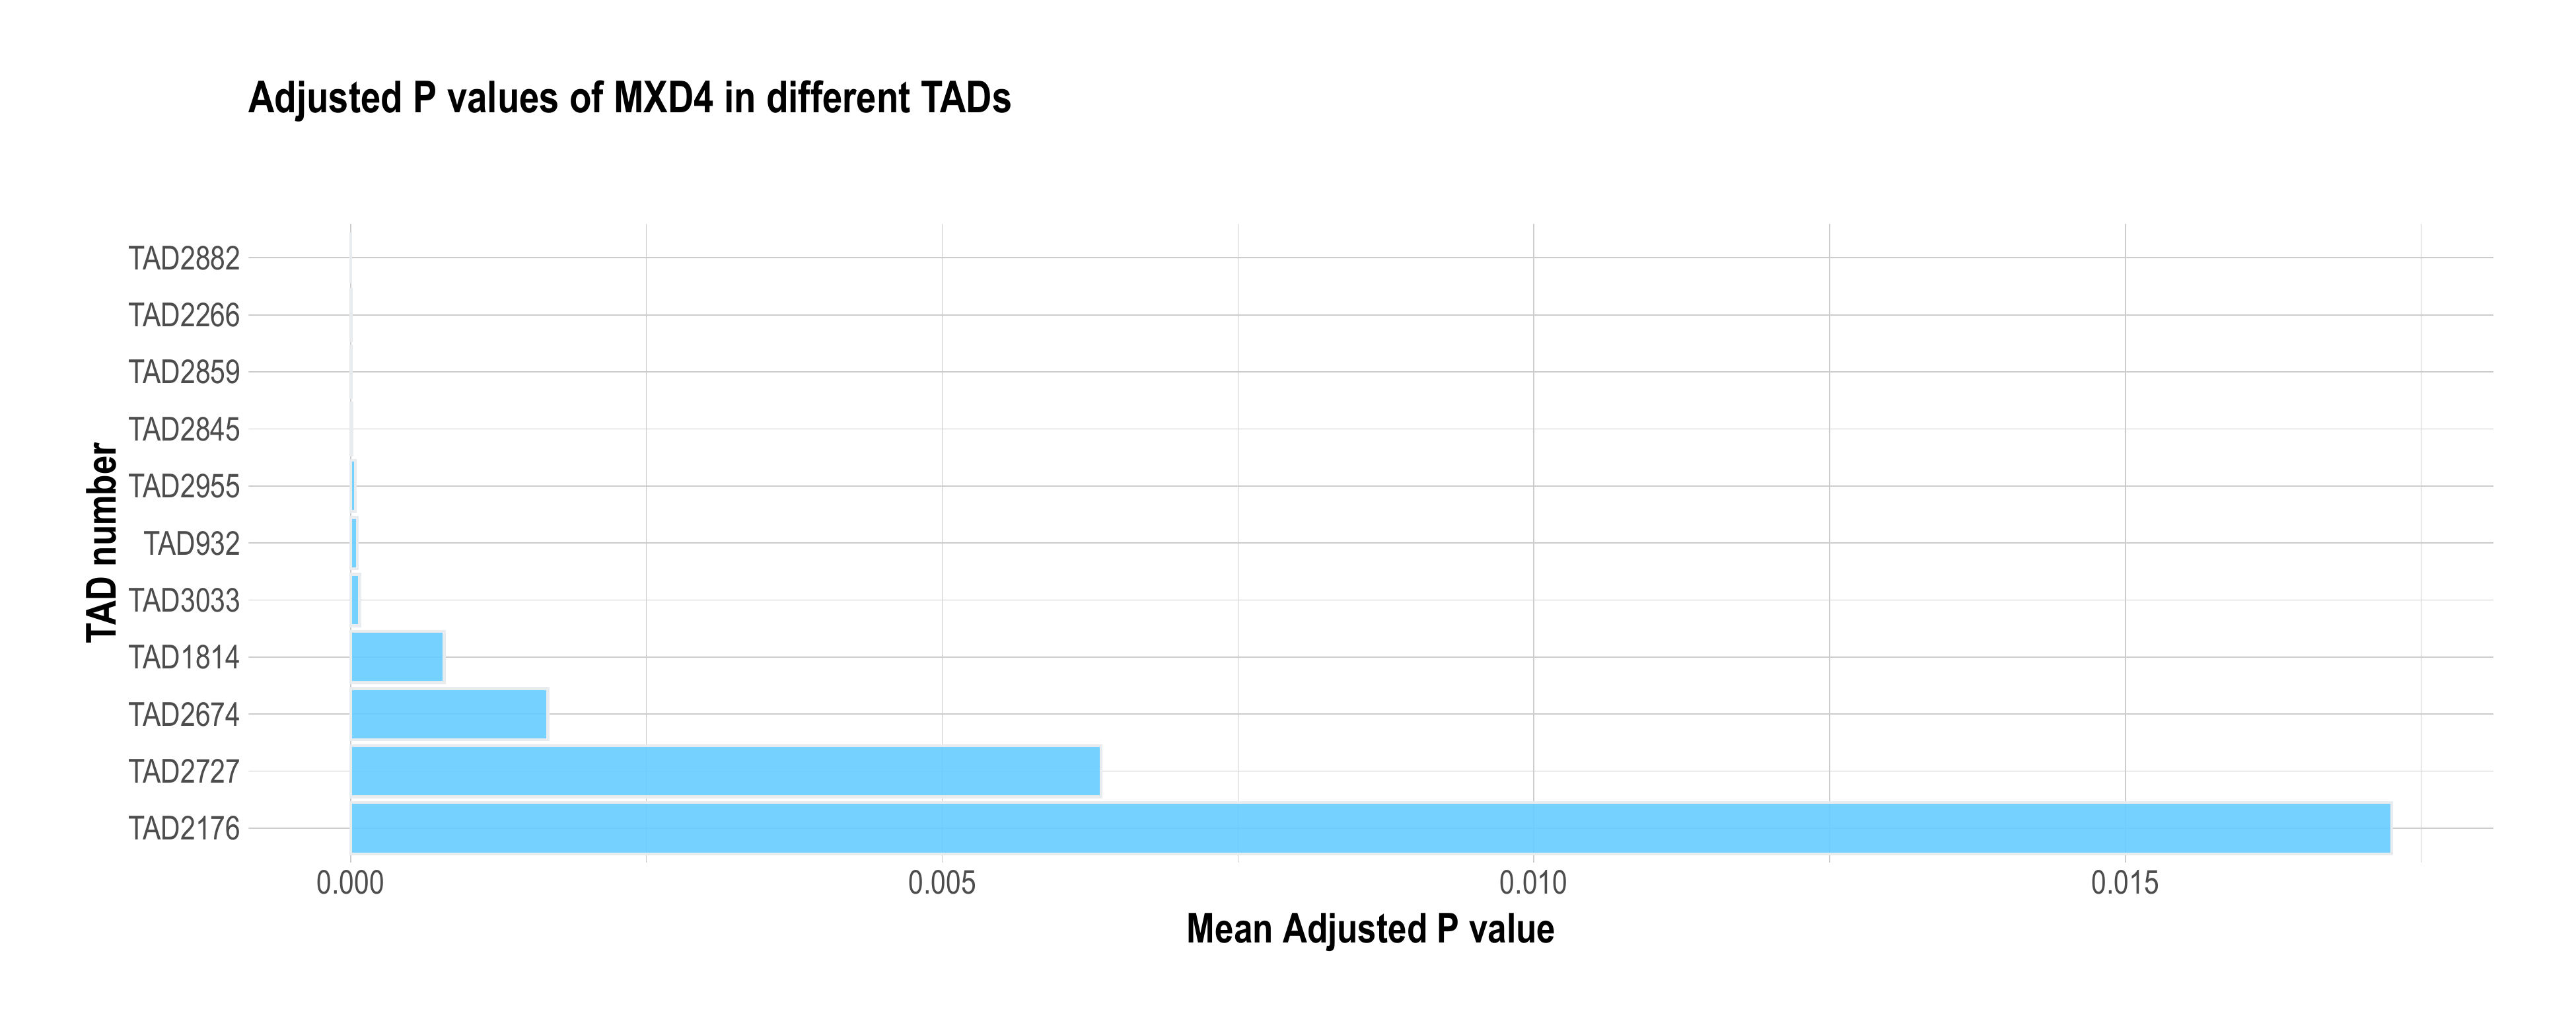 Adjusted P values of MXD4 in different TADs
TAD number
TAD2882
TAD2266
TAD2859
TAD2845
TAD2955
TAD932
TAD3033
TAD1814
TAD2674
TAD2727
TAD2176
0.000 0.005 0.010 0.015
Mean Adjusted P value